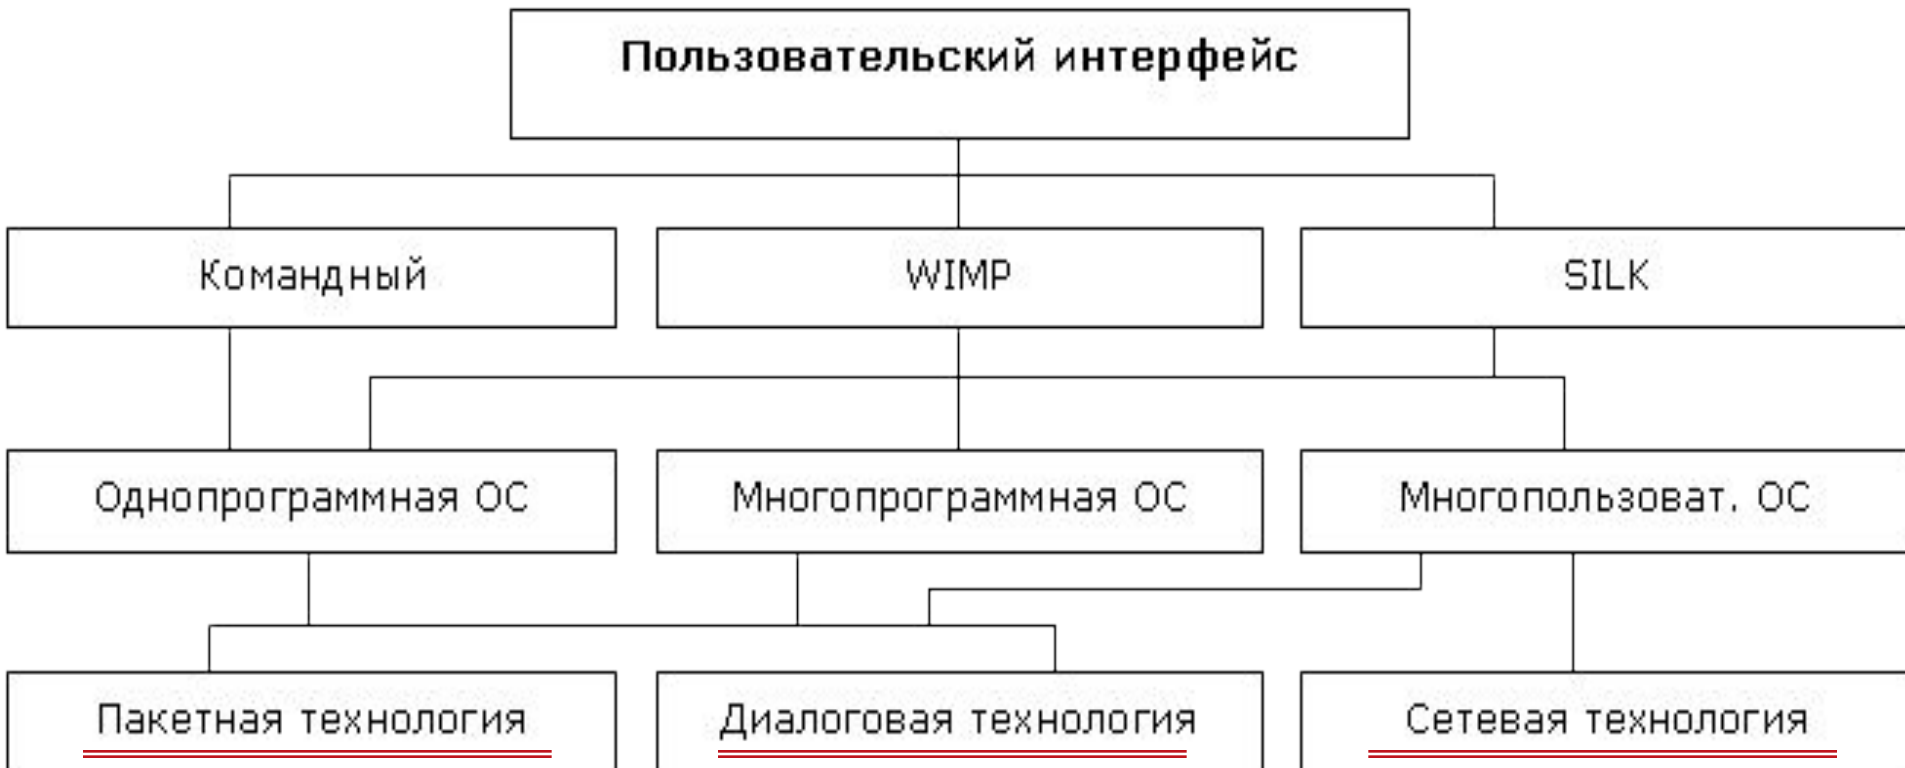 Пользовательский интерфейс
Командный
WIMP
SILK
Однопрограммная ОС
Многопрограммная ОС
Многопользоват. ОС
Пакетная технология
Диалоговая технология
Сетевая технология